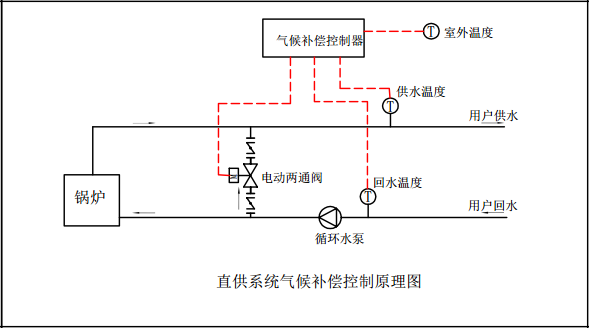 气候补偿控制器
T
室外温度
供水温度
T
用户供水
电动两通阀
回水温度
T
锅炉
用户回水
循环水泵
直供系统气候补偿控制原理图